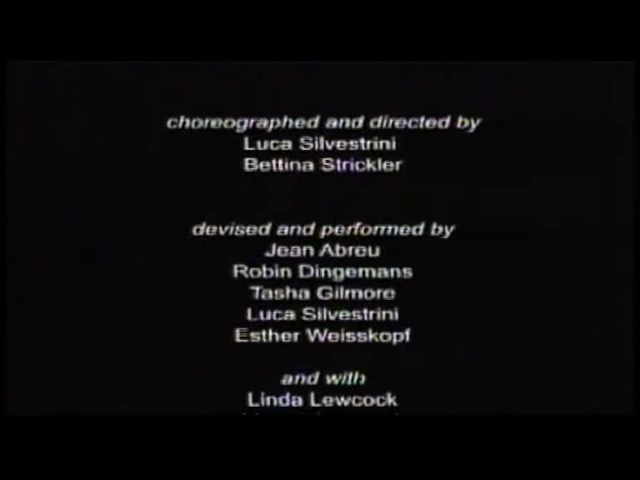 choreographed and directed by
Luca Silvestrini
Bettina Strickler
devised and performed by
Jean Abreu
Robin Dingemans
Tasha Gilmore
Luca Silvestrini
Esther Weisskopf
and with
Linda Lewcock